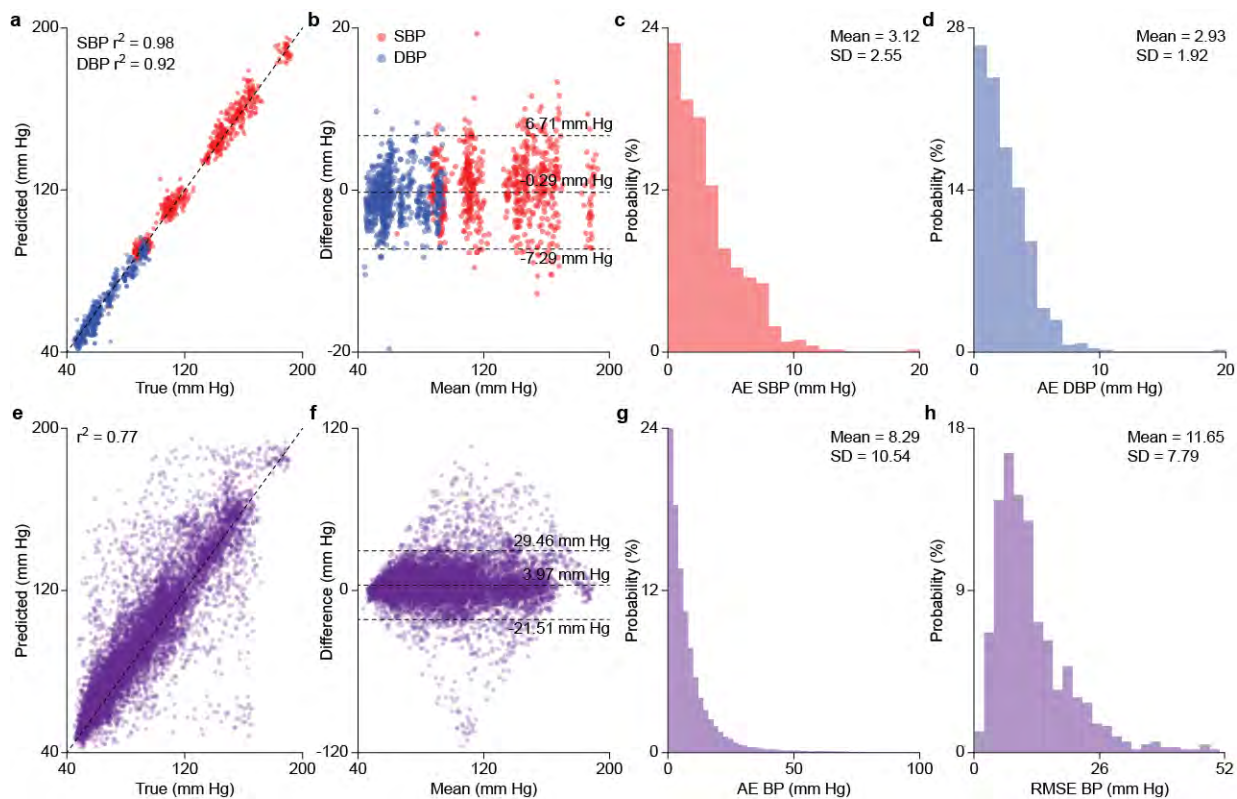 a
200
SBP r² = 0.98
DBP r² = 0.92
Predicted (mm Hg)
120
40
40
120
200
True (mm Hg)
b
20
SBP
DBP
Difference (mm Hg)
6.71 mm Hg
0
-0.29 mm Hg
-7.29 mm Hg
-20
40
120
200
Mean (mm Hg)
c
24
Mean = 3.12
SD = 2.55
Probability (%)
12
0
0
10
20
AE SBP (mm Hg)
d
28
Mean = 2.93
SD = 1.92
Probability (%)
14
0
0
10
20
AE DBP (mm Hg)
e
200
r² = 0.77
Predicted (mm Hg)
120
40
40
120
200
True (mm Hg)
f
120
Difference (mm Hg)
29.46 mm Hg
3.97 mm Hg
0
-21.51 mm Hg
-120
40
120
200
Mean (mm Hg)
g
24
Mean = 8.29
SD = 10.54
Probability (%)
12
0
0
50
100
AE BP (mm Hg)
h
18
Mean = 11.65
SD = 7.79
Probability (%)
9
0
0
26
52
RMSE BP (mm Hg)